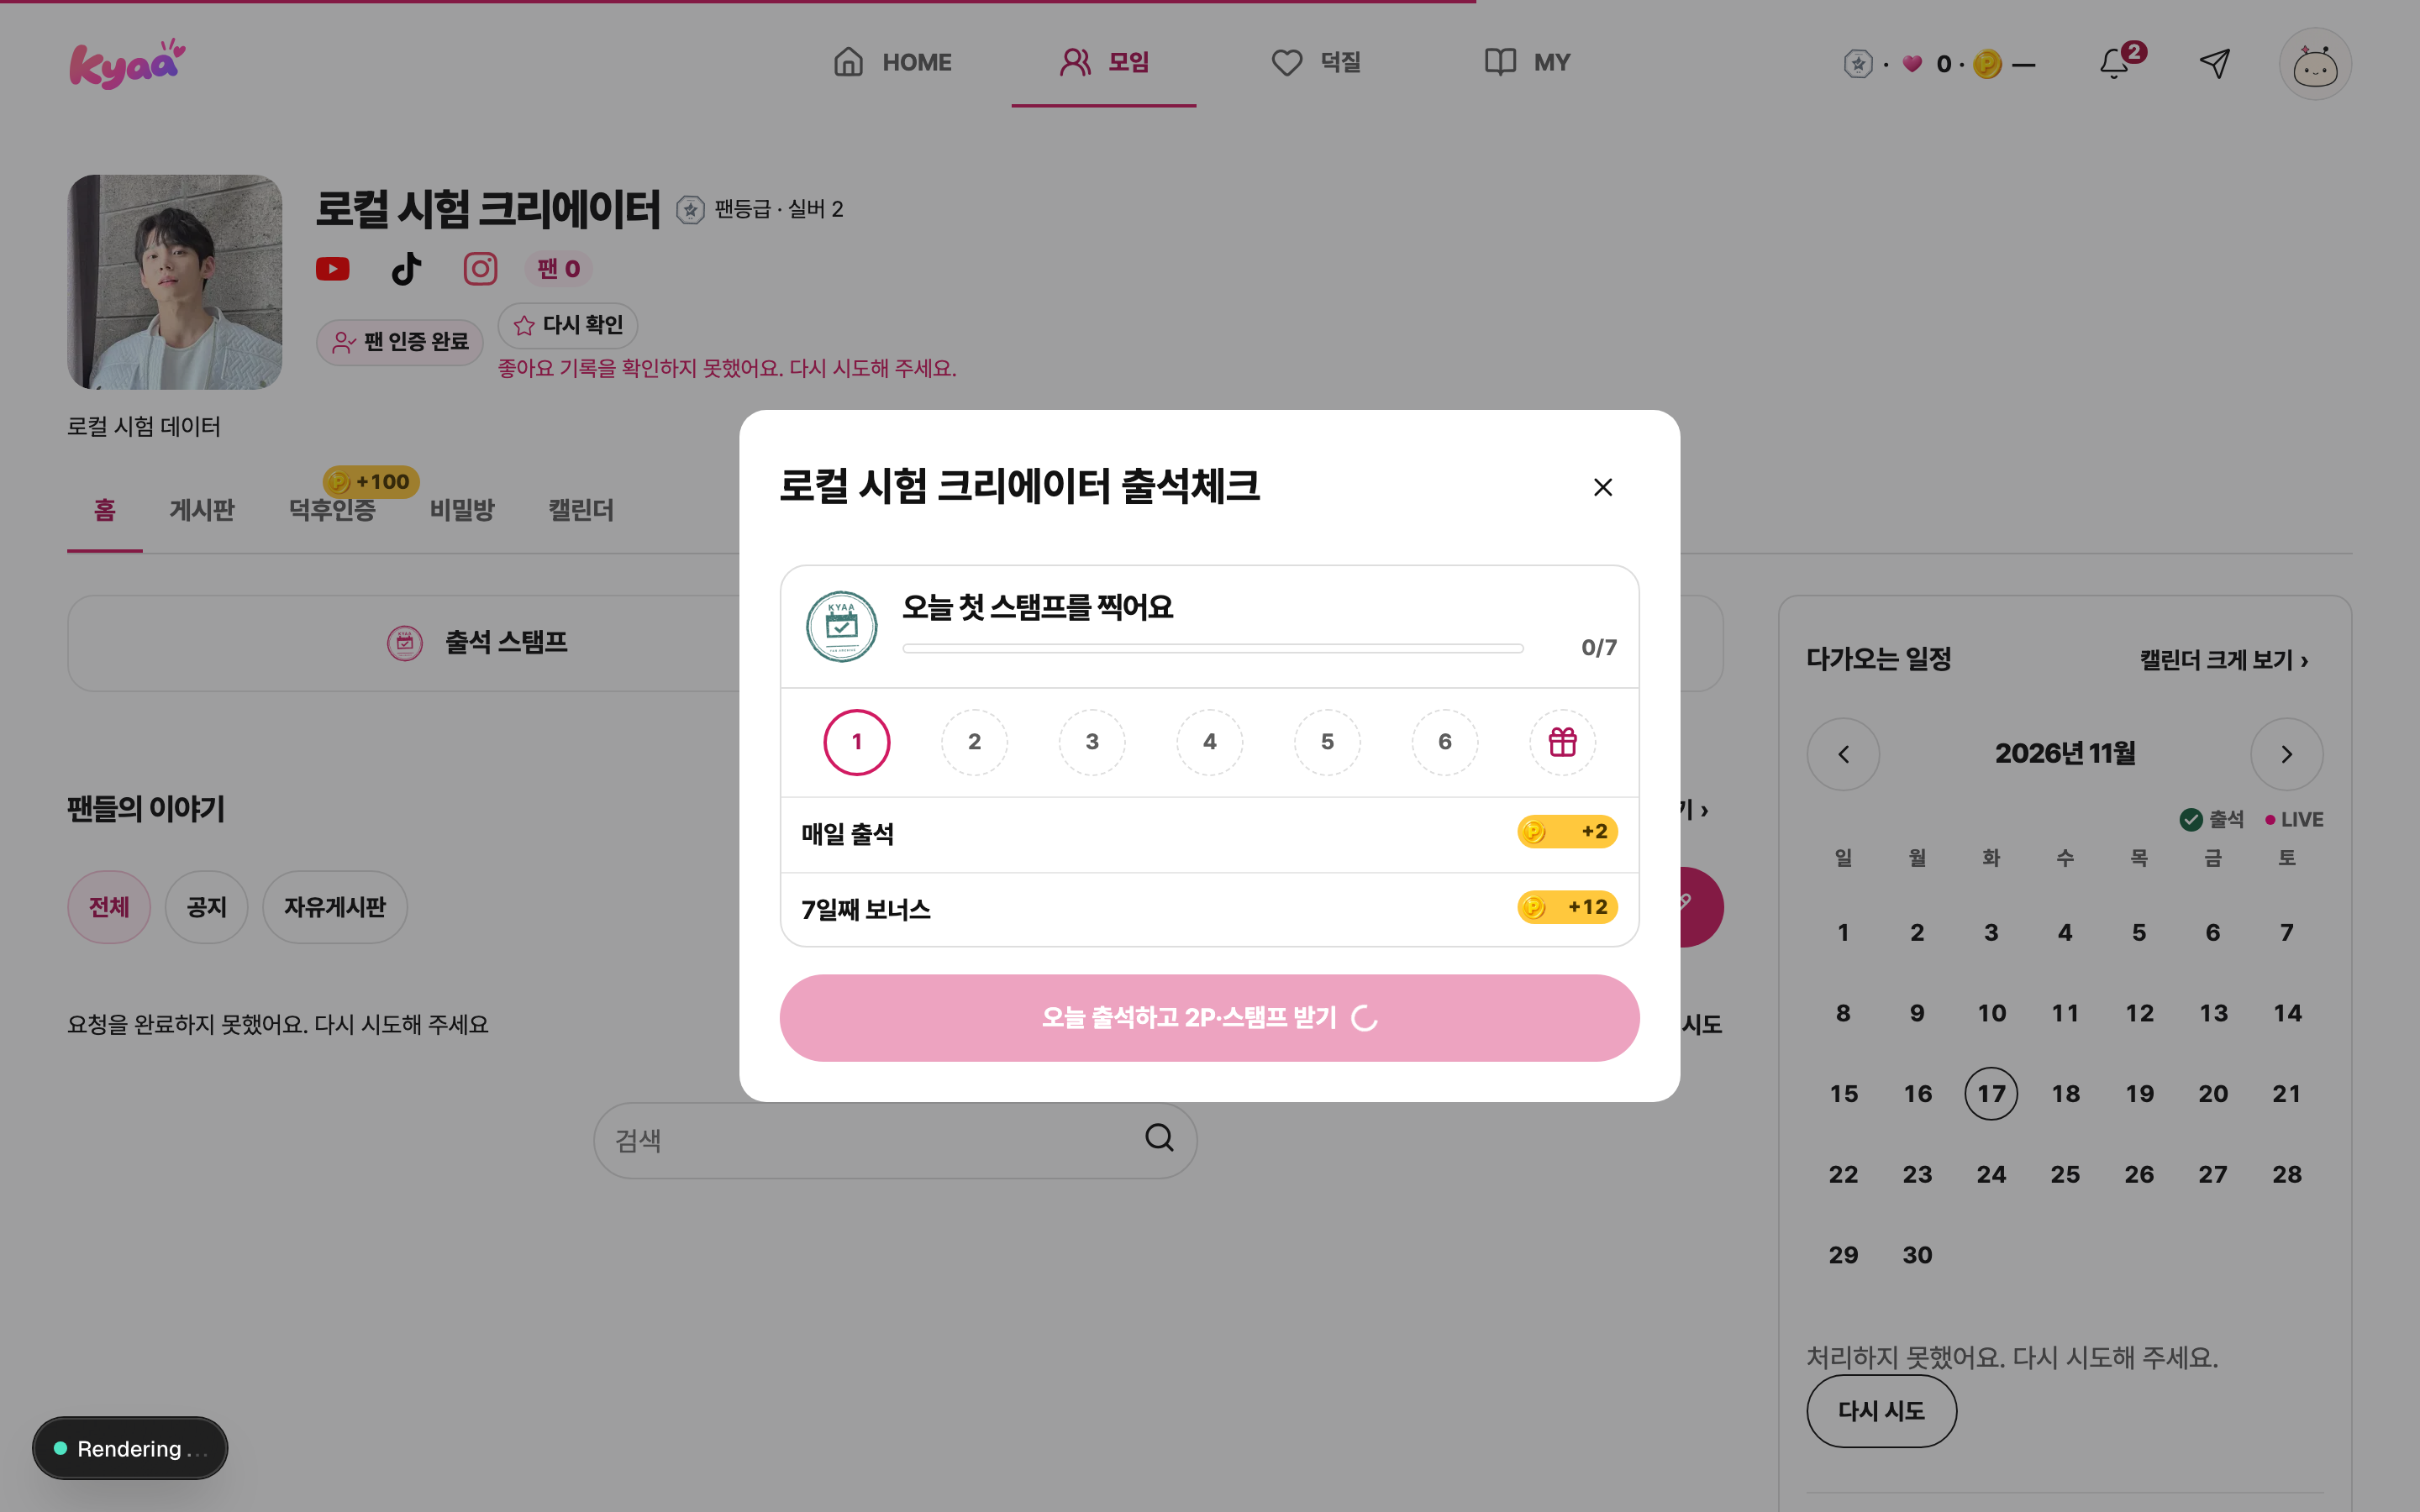 kyaa
HOME
모임
덕질
MY
· 0 · —
2
로컬 시험 크리에이터
팬등급 · 실버 2
팬 0
팬 인증 완료
다시 확인
좋아요 기록을 확인하지 못했어요. 다시 시도해 주세요.
로컬 시험 데이터
P +100
홈
게시판
덕후인증
비밀방
캘린더
출석 스탬프
팬들의 이야기
기 ›
전체
공지
자유게시판
요청을 완료하지 못했어요. 다시 시도해 주세요
시도
검색
로컬 시험 크리에이터 출석체크
KYAA
오늘 첫 스탬프를 찍어요
0/7
1
2
3
4
5
6
매일 출석
P +2
7일째 보너스
P +12
오늘 출석하고 2P·스탬프 받기
다가오는 일정
캘린더 크게 보기 ›
2026년 11월
출석
LIVE
일 월 화 수 목 금 토
1 2 3 4 5 6 7
8 9 10 11 12 13 14
15 16 17 18 19 20 21
22 23 24 25 26 27 28
29 30
처리하지 못했어요. 다시 시도해 주세요.
다시 시도
Rendering ...